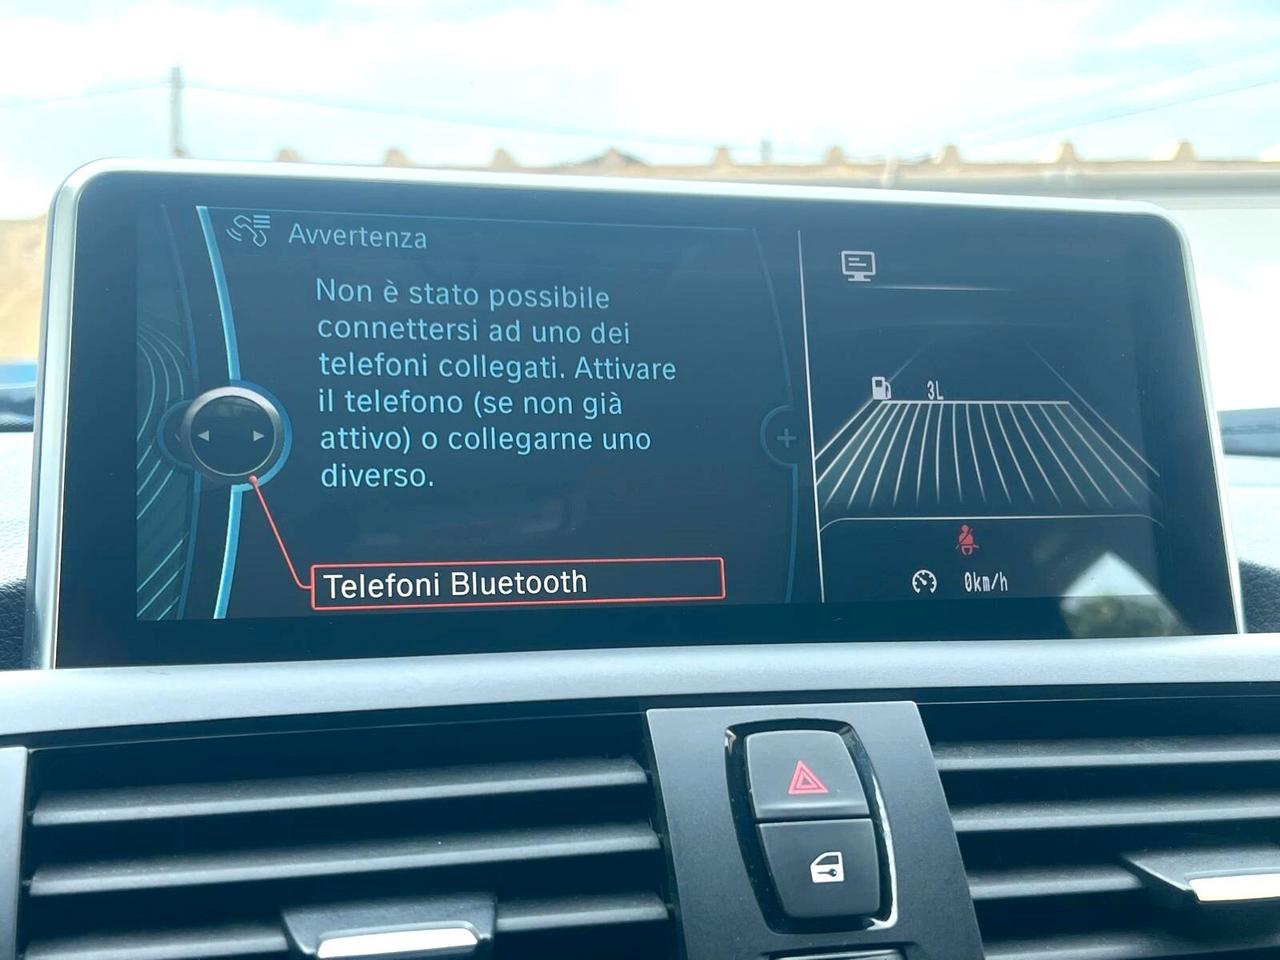 Avvertenza
Non è stato possibile
connettersi ad uno dei
telefoni collegati. Attivare
il telefono (se non già
attivo) o collegarne uno
diverso.
Telefoni Bluetooth
3L
0km/h